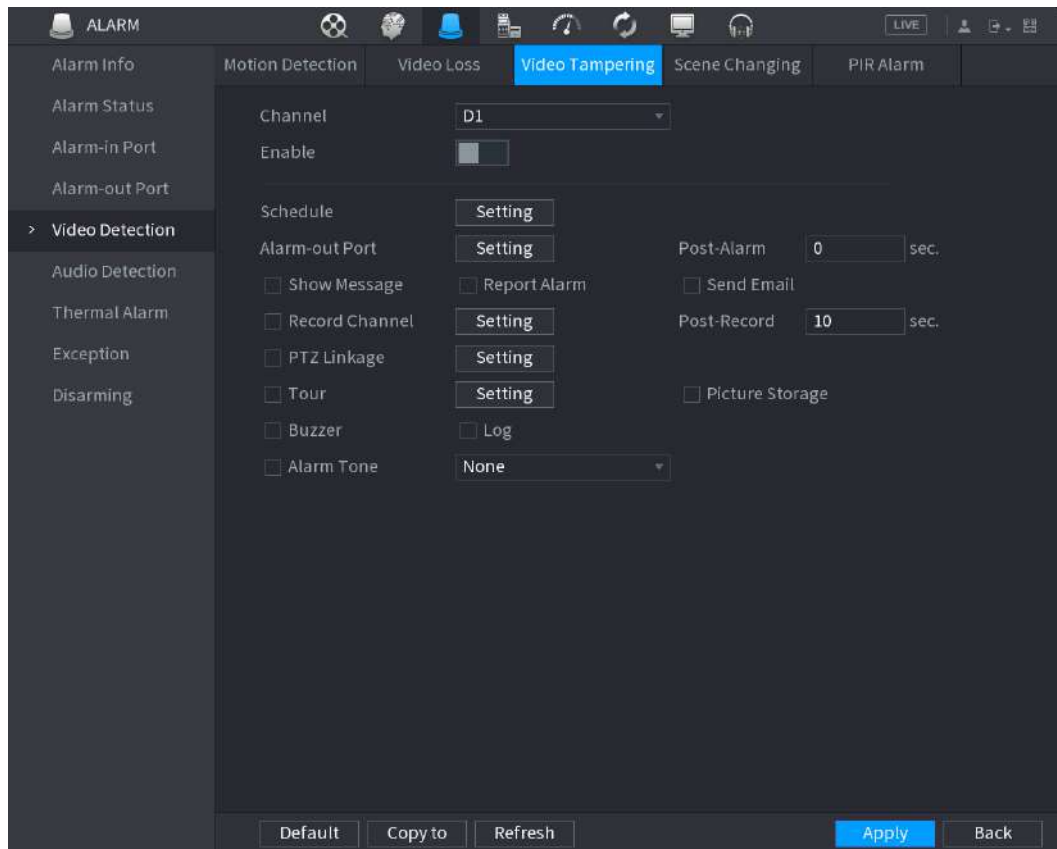 ALARM LIVE
Alarm Info
Alarm Status
Alarm-in Port
Alarm-out Port
> Video Detection
Audio Detection
Thermal Alarm
Exception
Disarming
Motion Detection Video Loss Video Tampering Scene Changing PIR Alarm
Channel D1
Enable
Schedule Setting
Alarm-out Port Setting Post-Alarm 0 sec.
Show Message Report Alarm Send Email
Record Channel Setting Post-Record 10 sec.
PTZ Linkage Setting
Tour Setting Picture Storage
Buzzer Log
Alarm Tone None
Default Copy to Refresh Apply Back